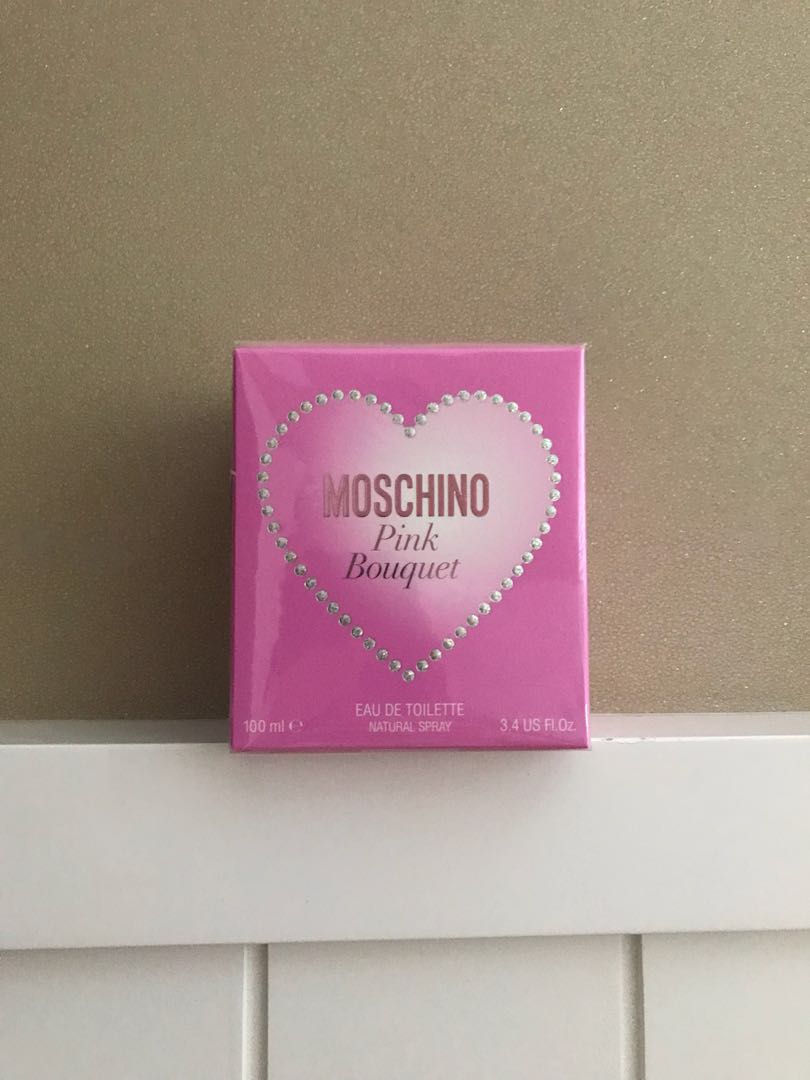 MOSCHINO
Pink
Bouquet
EAU DE TOILETTE
100 ml ℮ NATURAL SPRAY 3.4 US Fl.Oz.